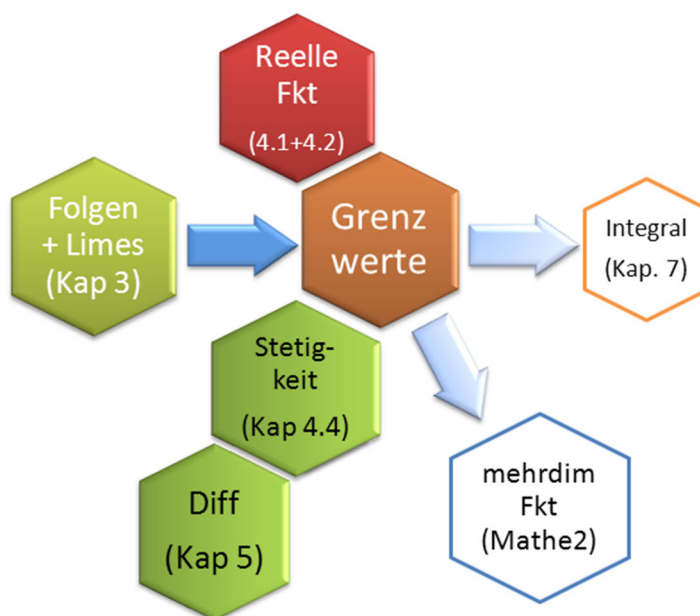 Reelle
Fkt
(4.1+4.2)
Folgen
+ Limes
(Kap 3)
Grenz
werte
Integral
(Kap. 7)
Stetig-
keit
(Kap 4.4)
Diff
(Kap 5)
mehrdim
Fkt
(Mathe2)